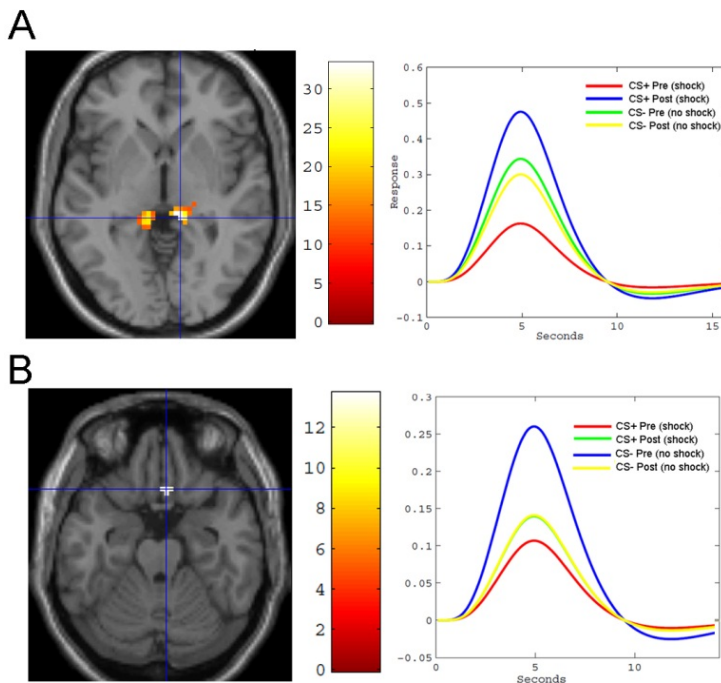 A
30
25
20
15
10
5
0
0.6
0.5
0.4
0.3
0.2
0.1
0
-0.1
Response
CS+ Pre (shock)
CS+ Post (shock)
CS- Pre (no shock)
CS- Post (no shock)
0 5 10 15
Seconds
B
12
10
8
6
4
2
0
0.3
0.25
0.2
0.15
0.1
0.05
0
-0.05
CS+ Pre (shock)
CS+ Post (shock)
CS- Pre (no shock)
CS- Post (no shock)
0 5 10
Seconds